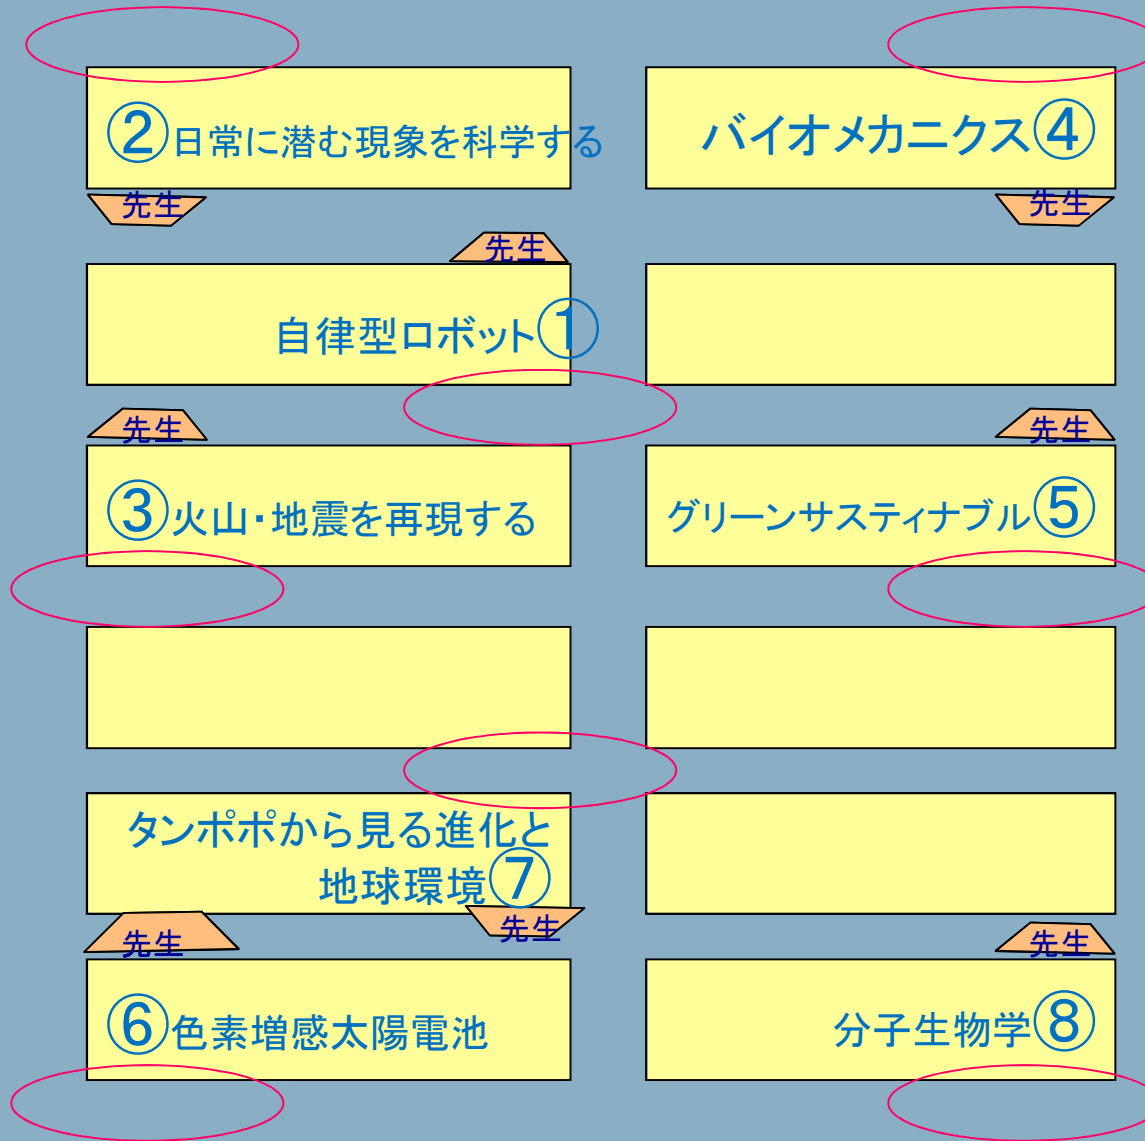 ②日常に潜む現象を科学する
バイオメカニクス④
先生
先生
先生
自律型ロボット①
先生
先生
③火山・地震を再現する
グリーンサスティナブル⑤
タンポポから見る進化と
地球環境⑦
先生
先生
先生
⑥色素増感太陽電池
分子生物学⑧